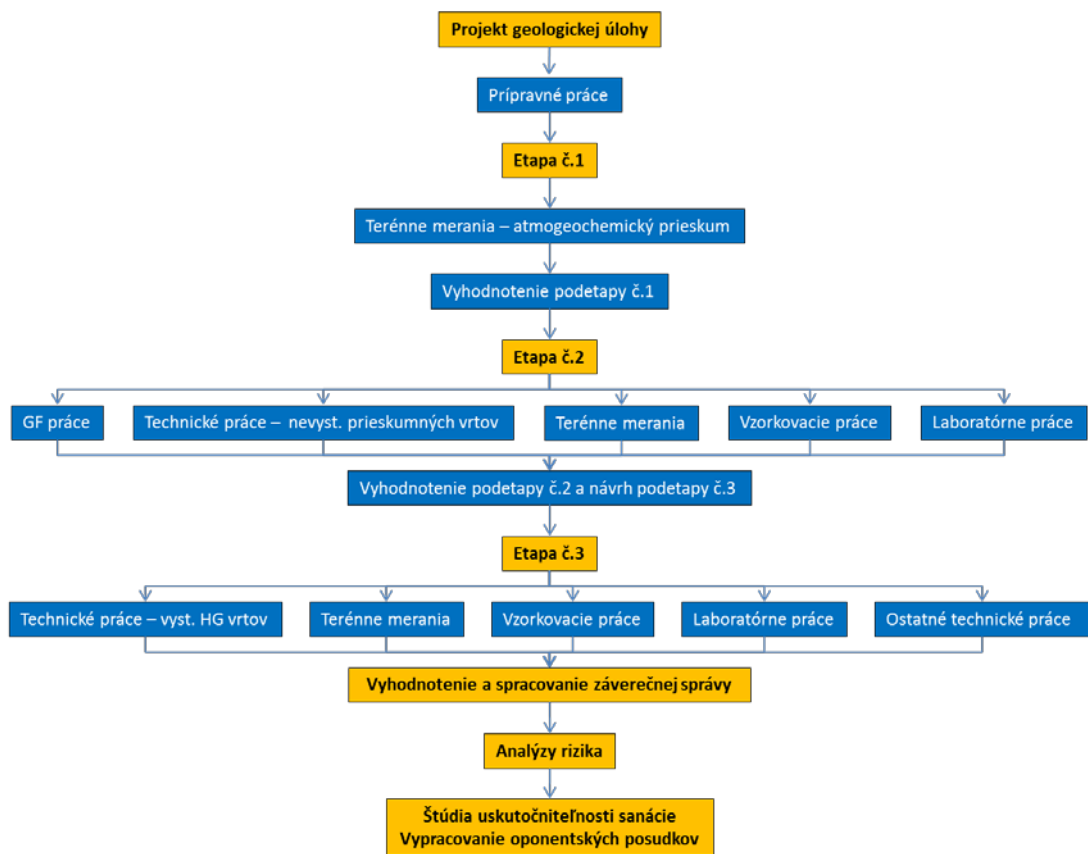 Projekt geologickej úlohy
Prípravné práce
Etapa č.1
Terénne merania – atmogeochemický prieskum
Vyhodnotenie podetapy č.1
Etapa č.2
GF práce
Technické práce – nevyst. prieskumných vrtov
Terénne merania
Vzorkovacie práce
Laboratórne práce
Vyhodnotenie podetapy č.2 a návrh podetapy č.3
Etapa č.3
Technické práce – vyst. HG vrtov
Terénne merania
Vzorkovacie práce
Laboratórne práce
Ostatné technické práce
Vyhodnotenie a spracovanie záverečnej správy
Analýzy rizika
Štúdia uskutočniteľnosti sanácie
Vypracovanie oponentských posudkov